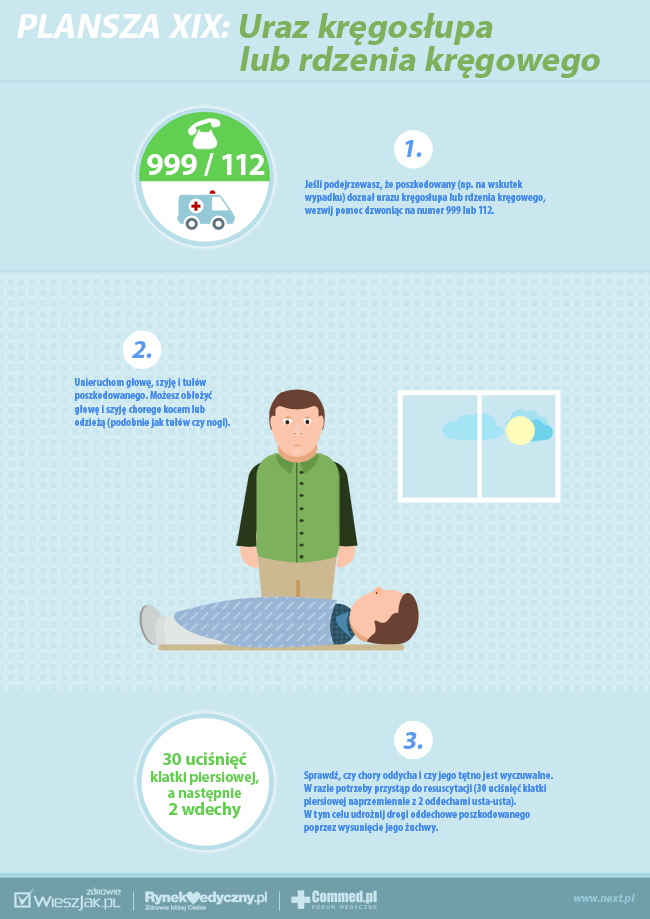 PLANSZA XIX: Uraz kręgosłupa
lub rdzenia kręgowego
999 / 112
1.
Jeśli podejrzewasz, że poszkodowany (np. na wskutek
wypadku) doznał urazu kręgosłupa lub rdzenia kręgowego,
wezwij pomoc dzwoniąc na numer 999 lub 112.
2.
Unieruchom głowę, szyję i tułów
poszkodowanego. Możesz obłożyć
głowę i szyję chorego kocem lub
odzieżą (podobnie jak tułów czy nogi).
30 uciśnięć
klatki piersiowej,
a następnie
2 wdechy
3.
Sprawdź, czy chory oddycha i czy jego tętno jest wyczuwalne.
W razie potrzeby przystąp do resuscytacji (30 uciśnięć klatki
piersiowej naprzemiennie z 2 oddechami usta-usta).
W tym celu udrożnij drogi oddechowe poszkodowanego
poprzez wysunięcie jego żuchwy.
ZDROWIE
WIESZJAK.PL
RynekMedyczny.pl
Zdrowie bliżej Ciebie
Commed.pl
FORUM MEDYCZNE
www.next.pl